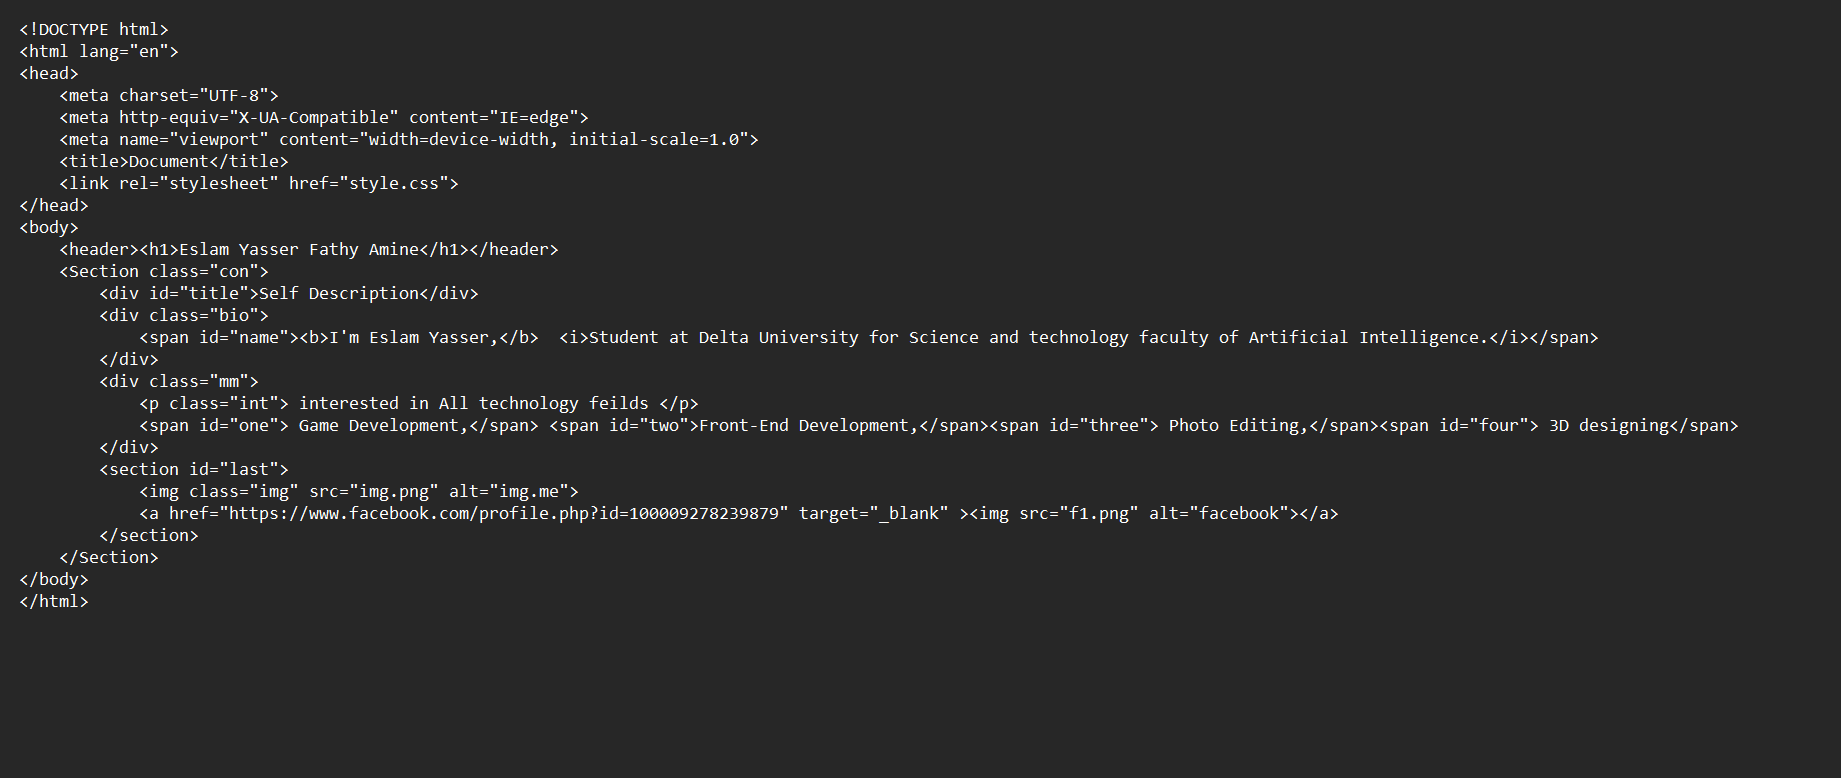 <!DOCTYPE html>
<html lang="en">
<head>
    <meta charset="UTF-8">
    <meta http-equiv="X-UA-Compatible" content="IE=edge">
    <meta name="viewport" content="width=device-width, initial-scale=1.0">
    <title>Document</title>
    <link rel="stylesheet" href="style.css">
</head>
<body>
    <header><h1>Eslam Yasser Fathy Amine</h1></header>
    <Section class="con">
        <div id="title">Self Description</div>
        <div class="bio">
            <span id="name"><b>I'm Eslam Yasser,</b>  <i>Student at Delta University for Science and technology faculty of Artificial Intelligence.</i></span>
        </div>
        <div class="mm">
            <p class="int"> interested in All technology feilds </p>
            <span id="one"> Game Development,</span> <span id="two">Front-End Development,</span><span id="three"> Photo Editing,</span><span id="four"> 3D designing</span>
        </div>
        <section id="last">
            <img class="img" src="img.png" alt="img.me">
            <a href="https://www.facebook.com/profile.php?id=100009278239879" target="_blank" ><img src="f1.png" alt="facebook"></a>
        </section>
    </Section>
</body>
</html>